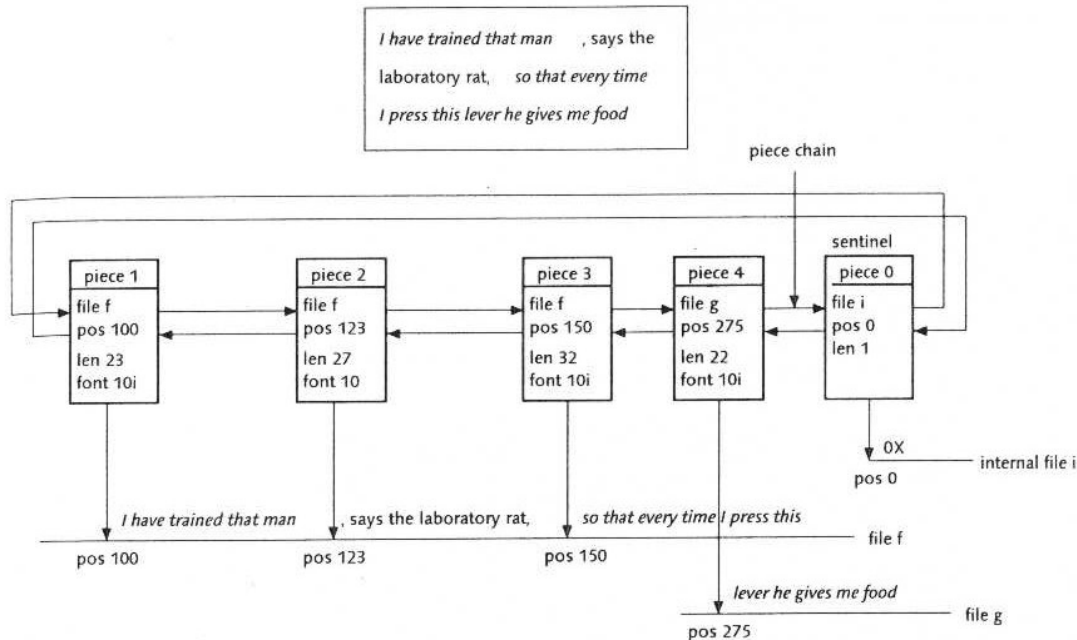 I have trained that man , says the
laboratory rat, so that every time
I press this lever he gives me food
piece chain
sentinel
piece 1
file f
pos 100
len 23
font 10i
piece 2
file f
pos 123
len 27
font 10
piece 3
file f
pos 150
len 32
font 10i
piece 4
file g
pos 275
len 22
font 10i
piece 0
file i
pos 0
len 1
0X
internal file i
pos 0
I have trained that man , says the laboratory rat, so that every time I press this
file f
pos 100 pos 123 pos 150
lever he gives me food
file g
pos 275